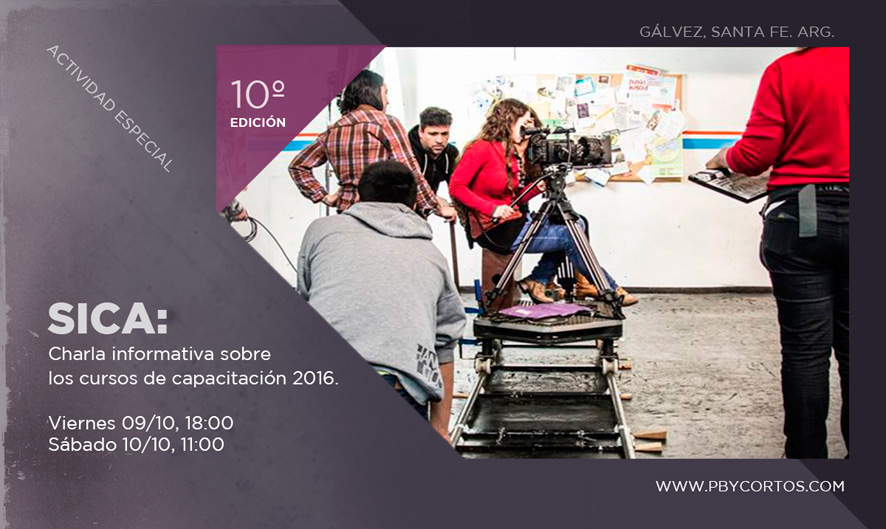 GÁLVEZ, SANTA FE. ARG.
ACTIVIDAD ESPECIAL
10º
EDICIÓN
SICA:
Charla informativa sobre
los cursos de capacitación 2016.
Viernes 09/10, 18:00
Sábado 10/10, 11:00
WWW.PBYCORTOS.COM